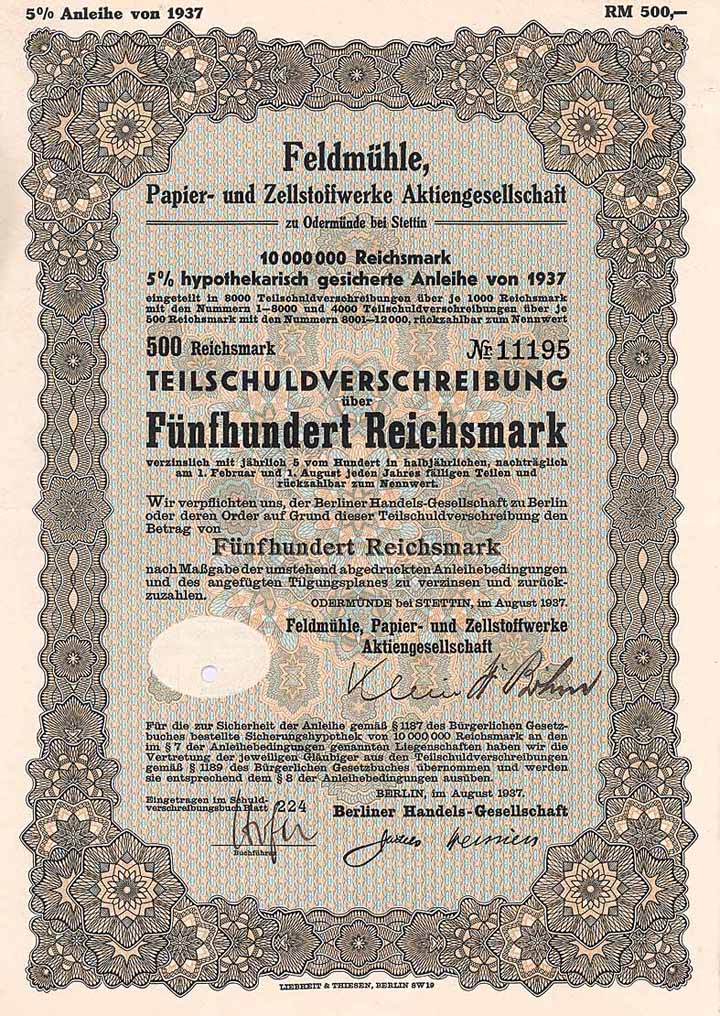 5% Anleihe von 1937
RM 500,—
Feldmühle,
Papier- und Zellstoffwerke Aktiengesellschaft
zu Odermünde bei Stettin
10 000 000 Reichsmark
5% hypothekarisch gesicherte Anleihe von 1937
eingeteilt in 8000 Teilschuldverschreibungen über je 1000 Reichsmark
mit den Nummern 1–8000 und 4000 Teilschuldverschreibungen über je
500 Reichsmark mit den Nummern 8001–12000, rückzahlbar zum Nennwert
500 Reichsmark
Nr 11195
TEILSCHULDVERSCHREIBUNG
über
Fünfhundert Reichsmark
verzinslich mit jährlich 5 vom Hundert in halbjährlichen, nachträglich
am 1. Februar und 1. August jeden Jahres fälligen Teilen und
rückzahlbar zum Nennwert.
Wir verpflichten uns, der Berliner Handels-Gesellschaft zu Berlin
oder deren Order auf Grund dieser Teilschuldverschreibung den
Betrag von
Fünfhundert Reichsmark
nach Maßgabe der umstehend abgedruckten Anleihebedingungen
und des angefügten Tilgungsplanes zu verzinsen und zurück-
zuzahlen.
ODERMÜNDE bei STETTIN, im August 1937.
Feldmühle, Papier- und Zellstoffwerke
Aktiengesellschaft
Für die zur Sicherheit der Anleihe gemäß § 1187 des Bürgerlichen Gesetz-
buches bestellte Sicherungshypothek von 10 000 000 Reichsmark an den
im § 7 der Anleihebedingungen genannten Liegenschaften haben wir die
Vertretung der jeweiligen Gläubiger aus den Teilschuldverschreibungen
gemäß § 1189 des Bürgerlichen Gesetzbuches übernommen und werden
sie entsprechend dem § 8 der Anleihebedingungen ausüben.
BERLIN, im August 1937.
Eingetragen im Schuld-
verschreibungsbuch Blatt 224
Berliner Handels-Gesellschaft
Buchführer
LIEBHEIT & THIESEN, BERLIN SW19